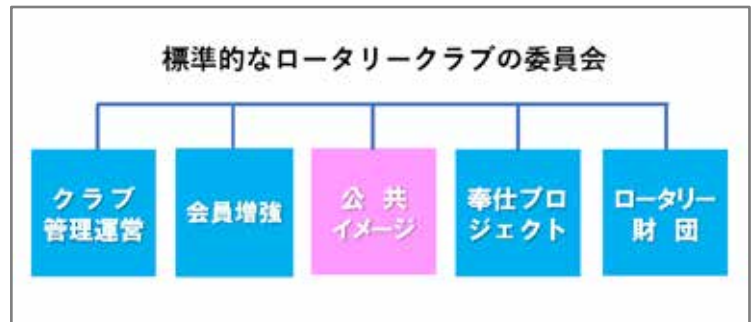 標準的なロータリークラブの委員会
クラブ
管理運営
会員増強
公共
イメージ
奉仕プロ
ジェクト
ロータリー
財団